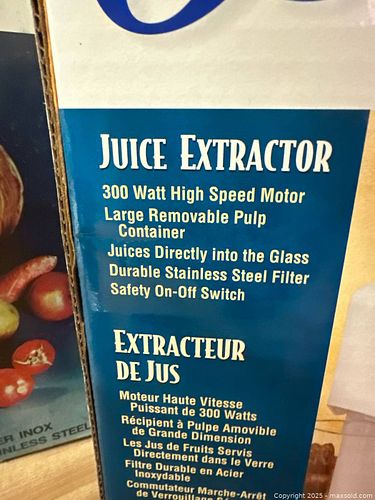 JUICE EXTRACTOR
300 Watt High Speed Motor
Large Removable Pulp
Container
Juices Directly into the Glass
Durable Stainless Steel Filter
Safety On-Off Switch
EXTRACTEUR
DE JUS
Moteur Haute Vitesse
Puissant de 300 Watts
Récipient à Pulpe Amovible
de Grande Dimension
Les Jus de Fruits Servis
Directement dans le Verre
Filtre Durable en Acier
Inoxydable
Commutateur Marche-Arrêt
de Verrouillage
INOX
STEEL
Copyright 2025 - maxsold.com